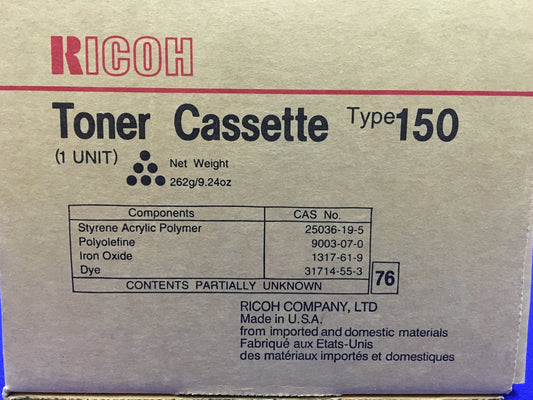 RICOH
Toner Cassette Type 150
(1 UNIT) Net Weight
262g/9.24oz
Components CAS No.
Styrene Acrylic Polymer 25036-19-5
Polyolefine 9003-07-0
Iron Oxide 1317-61-9
Dye 31714-55-3
CONTENTS PARTIALLY UNKNOWN
76
RICOH COMPANY, LTD
Made in U.S.A.
from imported and domestic materials
Fabriqué aux Etats-Unis
des matériaux importés et domestiques